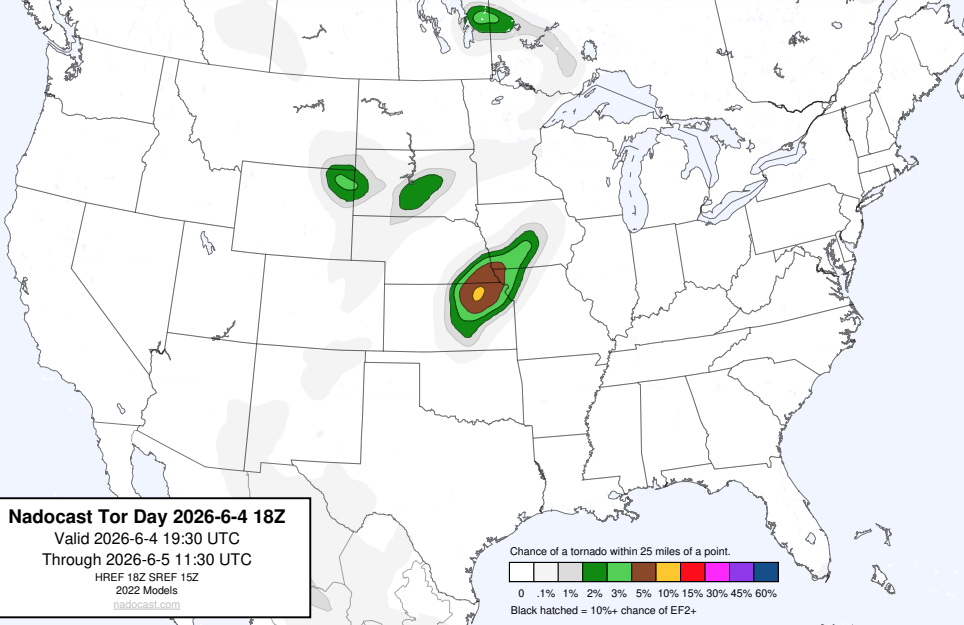 Nadocast Tor Day 2026-6-4 18Z
Valid 2026-6-4 19:30 UTC
Through 2026-6-5 11:30 UTC
HREF 18Z SREF 15Z
2022 Models
nadocast.com
Chance of a tornado within 25 miles of a point.
0 .1% 1% 2% 3% 5% 10% 15% 30% 45% 60%
Black hatched = 10%+ chance of EF2+